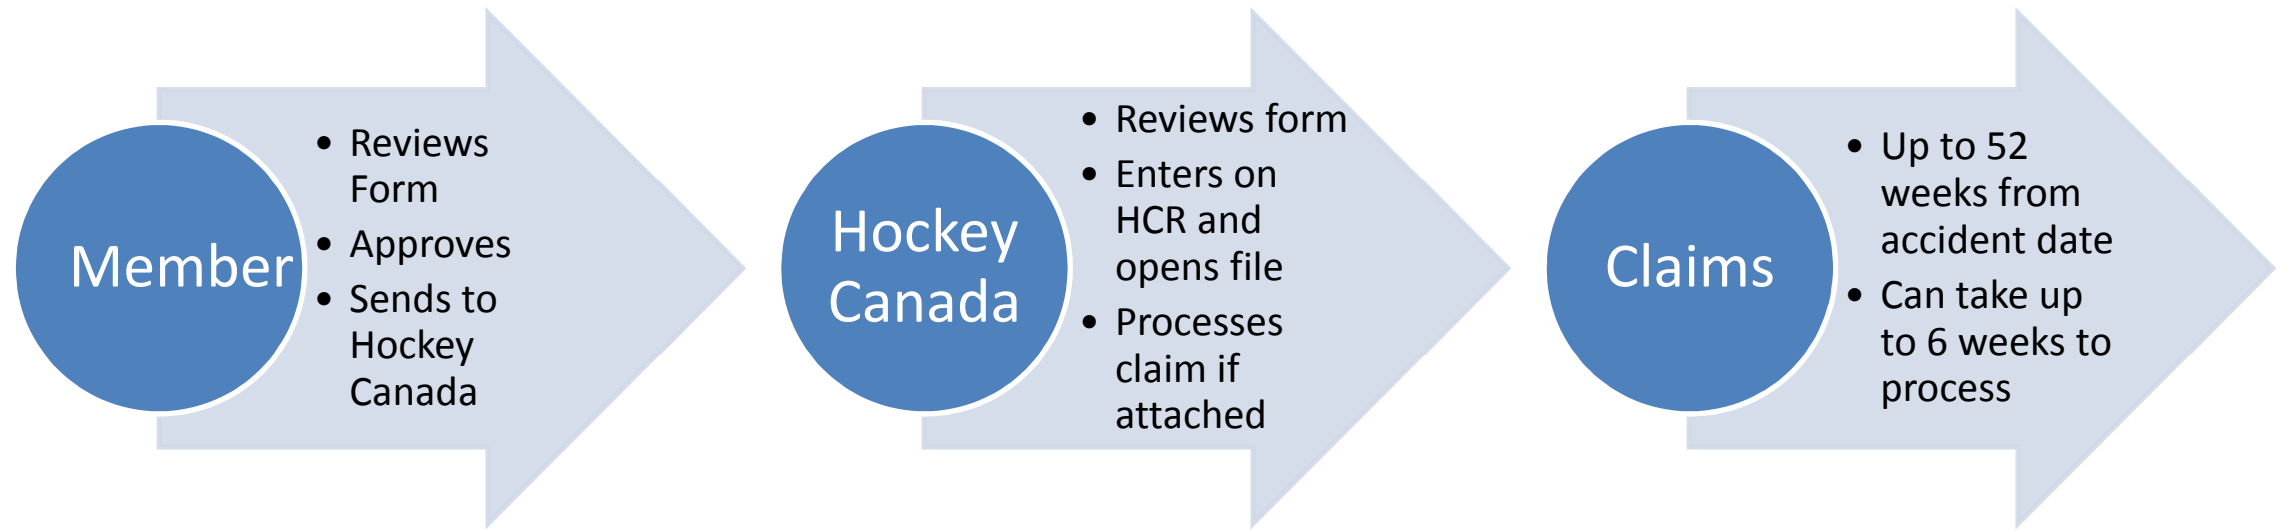 Member
• Reviews
Form
• Approves
• Sends to
Hockey
Canada
Hockey
Canada
• Reviews form
• Enters on
HCR and
opens file
• Processes
claim if
attached
Claims
• Up to 52
weeks from
accident date
• Can take up
to 6 weeks to
process